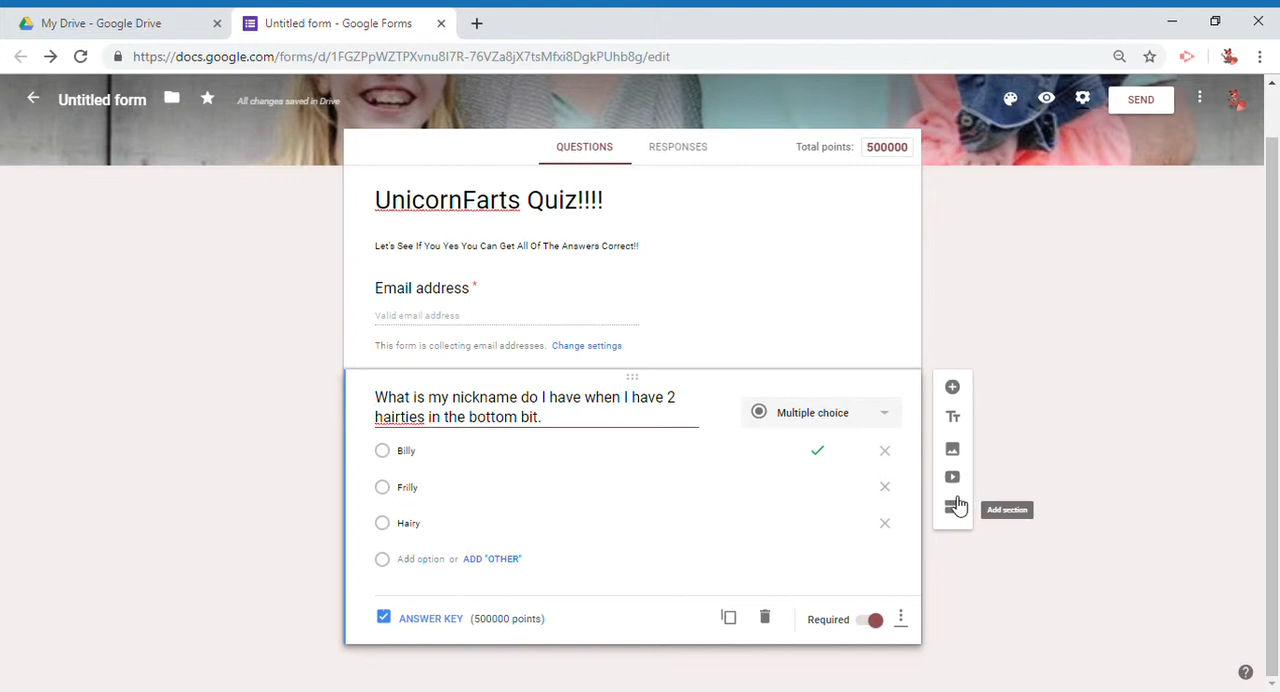 My Drive - Google Drive
Untitled form - Google Forms
https://docs.google.com/forms/d/1FGZPpWZTPXvnu8I7R-76VZa8jX7tsMfxi8DgkPUhb8g/edit
Untitled form
All changes saved in Drive
SEND
QUESTIONS
RESPONSES
Total points: 500000
UnicornFarts Quiz!!!!
Let's See If You Yes You Can Get All Of The Answers Correct!!
Email address *
Valid email address
This form is collecting email addresses. Change settings
What is my nickname do I have when I have 2
hairties in the bottom bit.
Multiple choice
Billy
Frilly
Hairy
Add section
Add option or ADD "OTHER"
ANSWER KEY (500000 points)
Required